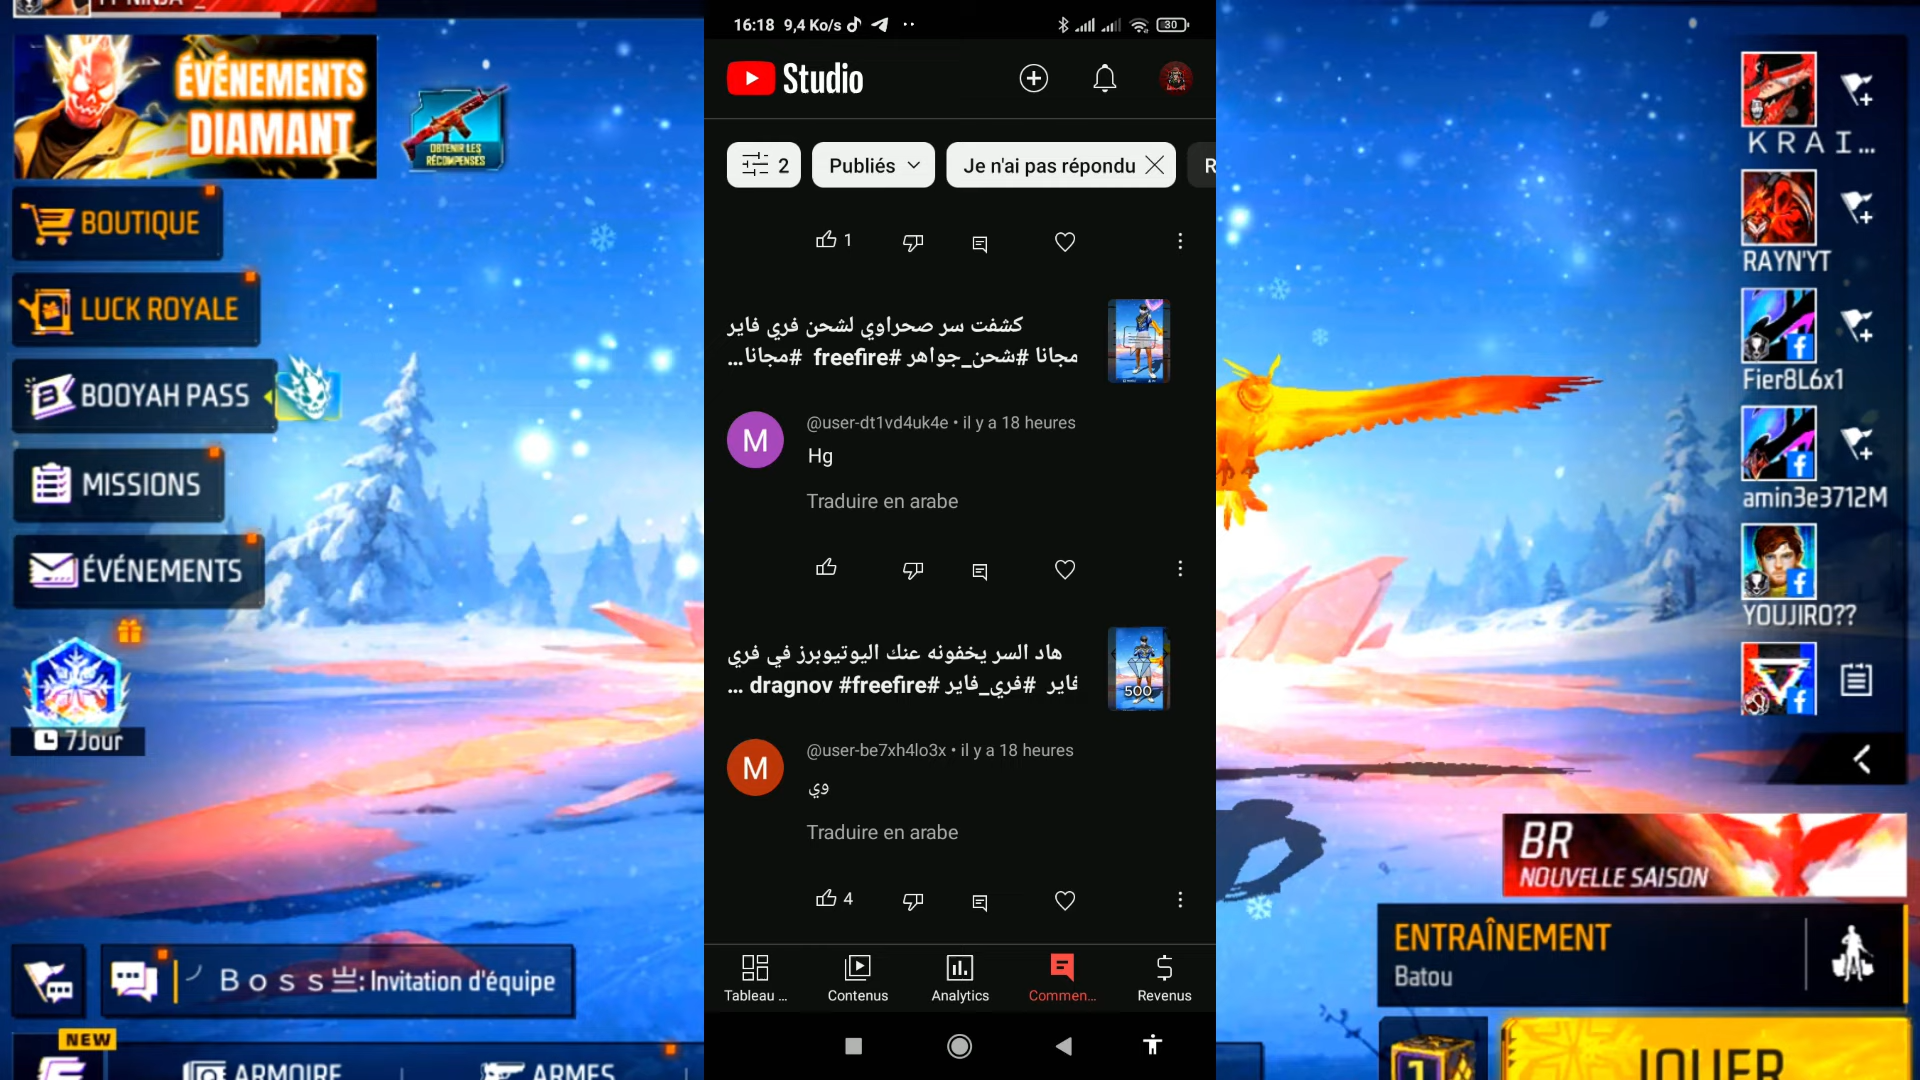 ÉVÉNEMENTS
DIAMANT
OBTENIR LES
RÉCOMPENSES
BOUTIQUE
LUCK ROYALE
BOOYAH PASS
MISSIONS
ÉVÉNEMENTS
7Jour
B o s s 亗: Invitation d'équipe
NEW
ARMOIRE
ARMES
16:18 9,4 Ko/s
30
Studio
2
Publiés
Je n'ai pas répondu
R
1
كشفت سر صحراوي لشحن فري فاير
مجانا #شحن_جواهر #freefire #مجانا...
M
@user-dt1vd4uk4e • il y a 18 heures
Hg
Traduire en arabe
هاد السر يخفونه عنك اليوتيوبرز في فري
فاير #فري_فاير #dragnov #freefire ...
500
M
@user-be7xh4lo3x • il y a 18 heures
وي
Traduire en arabe
4
Tableau ...
Contenus
Analytics
Commen...
Revenus
K R A I ...
RAYN'YT
Fier8L6x1
amin3e3712M
YOUJIRO??
BR
NOUVELLE SAISON
ENTRAÎNEMENT
Batou
JOUER